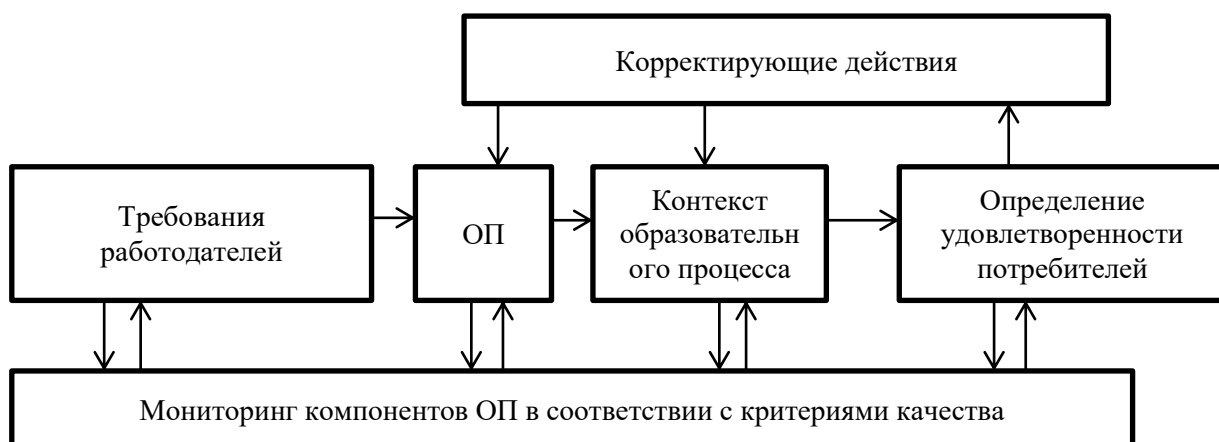 Корректирующие действия
Требования
работодателей
ОП
Контекст
образовательн
ого процесса
Определение
удовлетворенности
потребителей
Мониторинг компонентов ОП в соответствии с критериями качества